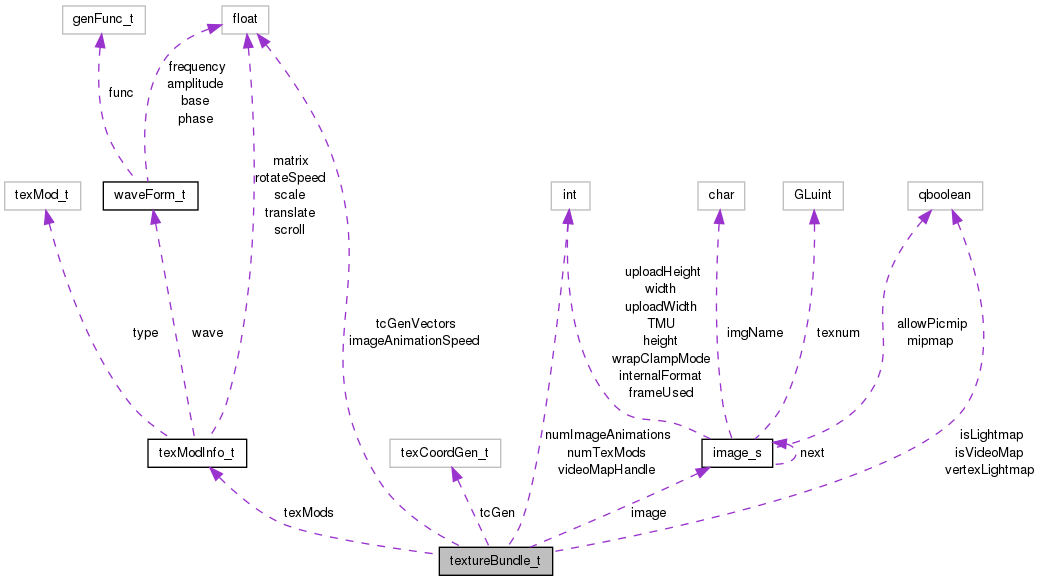 genFunc_t
float
frequency
amplitude
base
phase
func
matrix
rotateSpeed
scale
translate
scroll
texMod_t
waveForm_t
int
char
GLuint
qboolean
uploadHeight
width
uploadWidth
TMU
height
wrapClampMode
internalFormat
frameUsed
tcGenVectors
imageAnimationSpeed
type
wave
imgName
texnum
allowPicmip
mipmap
texModInfo_t
texCoordGen_t
numImageAnimations
numTexMods
videoMapHandle
image_s
next
isLightmap
isVideoMap
vertexLightmap
texMods
tcGen
image
textureBundle_t